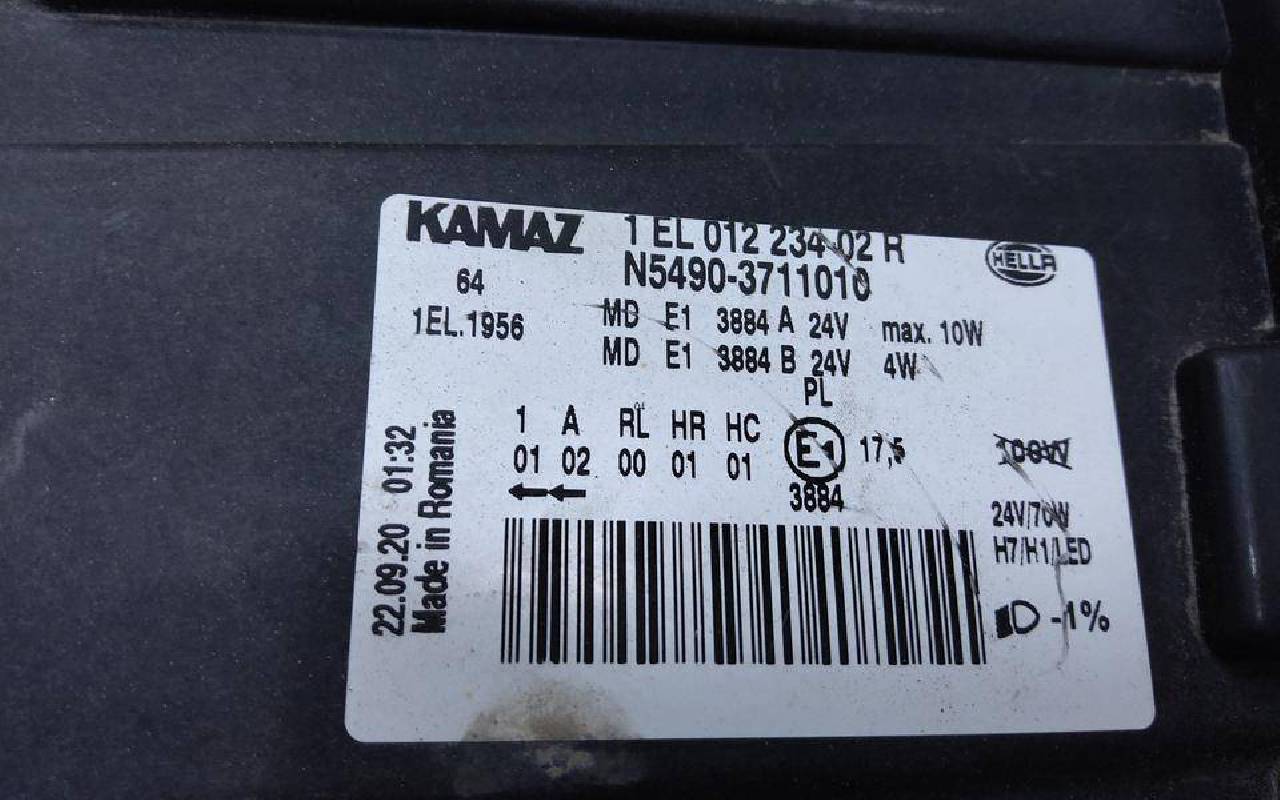 KAMAZ 1 EL 012 234-02 R HELLA
N5490-3711010
64
1EL.1956
MD E1 3884 A 24V max. 10W
MD E1 3884 B 24V 4W
PL
1 A RL HR HC E1 17,5 100W
01 02 00 01 01
3884
24V/70W
H7/H1/LED
-1%
22.09.20 01:32
Made in Romania